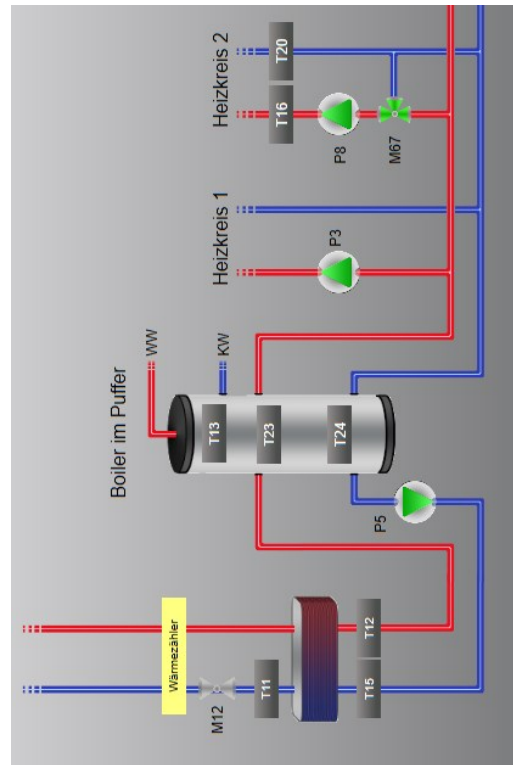 Boiler im Puffer
Heizkreis 1
Heizkreis 2
WW
KW
T13
T23
T24
P5
P3
T16
T20
P8
M67
Wärmezähler
M12
T11
T15
T12